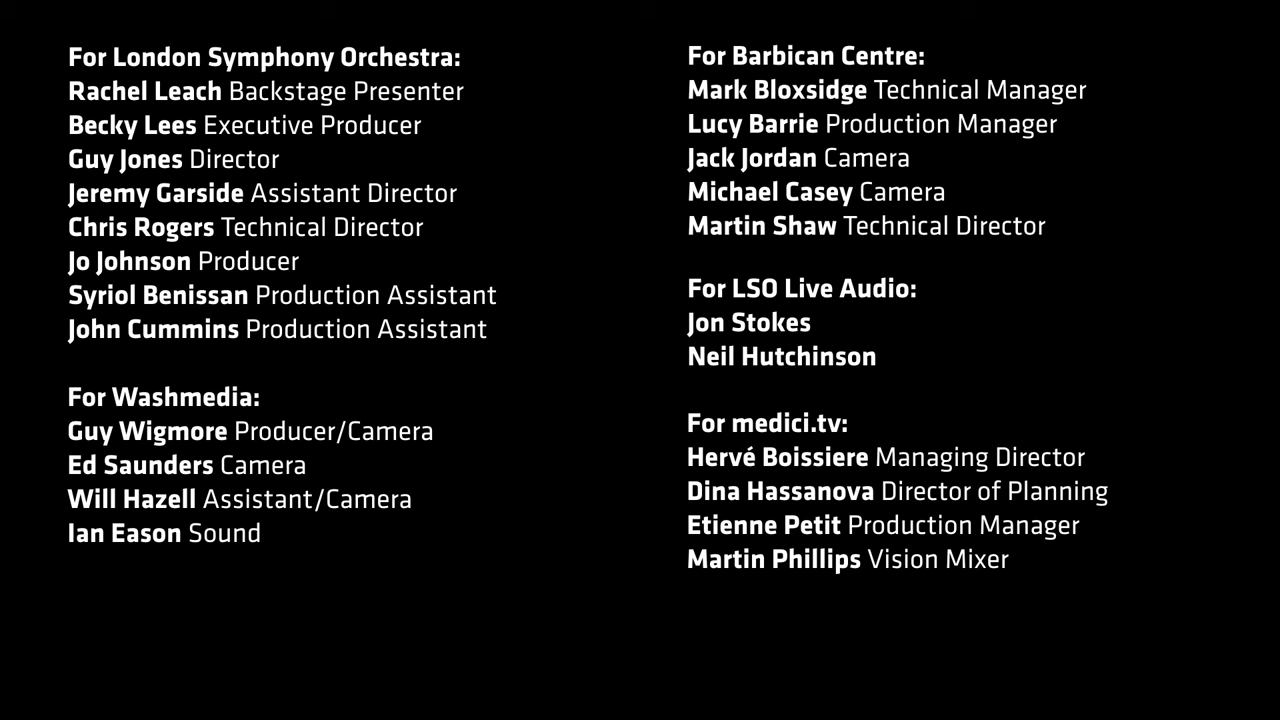 For London Symphony Orchestra:
Rachel Leach Backstage Presenter
Becky Lees Executive Producer
Guy Jones Director
Jeremy Garside Assistant Director
Chris Rogers Technical Director
Jo Johnson Producer
Syriol Benissan Production Assistant
John Cummins Production Assistant
For Washmedia:
Guy Wigmore Producer/Camera
Ed Saunders Camera
Will Hazell Assistant/Camera
Ian Eason Sound
For Barbican Centre:
Mark Bloxsidge Technical Manager
Lucy Barrie Production Manager
Jack Jordan Camera
Michael Casey Camera
Martin Shaw Technical Director
For LSO Live Audio:
Jon Stokes
Neil Hutchinson
For medici.tv:
Hervé Boissiere Managing Director
Dina Hassanova Director of Planning
Etienne Petit Production Manager
Martin Phillips Vision Mixer